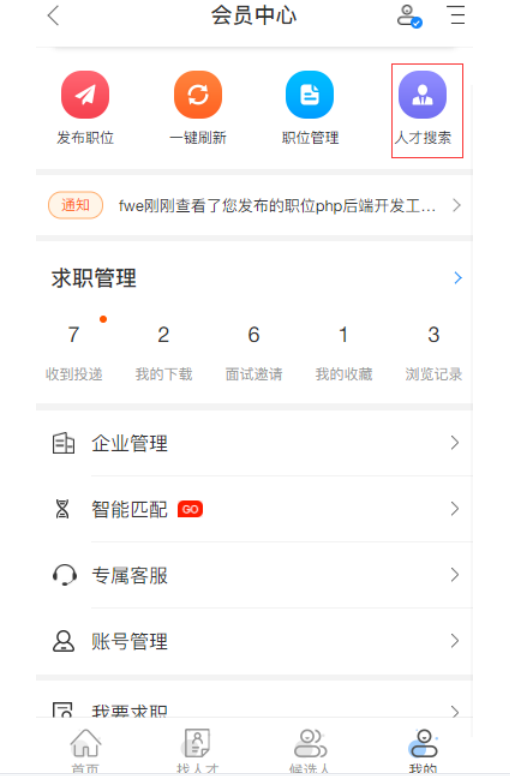 会员中心
发布职位 一键刷新 职位管理 人才搜索
通知 fwe刚刚查看了您发布的职位php后端开发工...
求职管理
7 2 6 1 3
收到投递 我的下载 面试邀请 我的收藏 浏览记录
企业管理
智能匹配 GO
专属客服
账号管理
我要求职
首页 找人才 候选人 我的